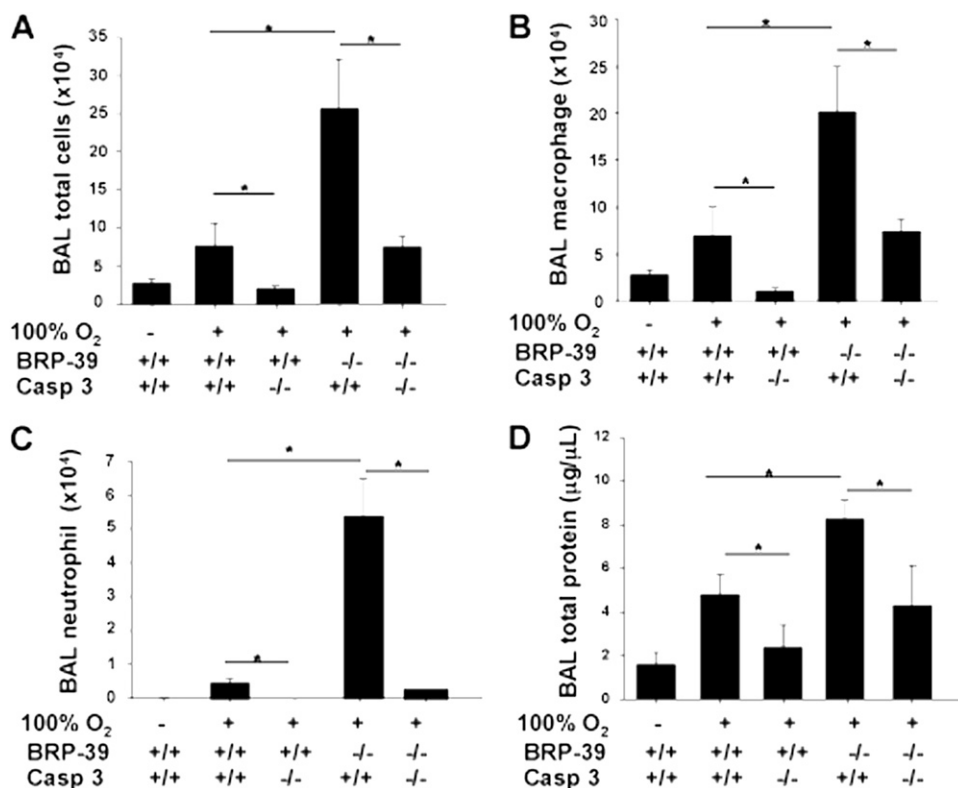 A
BAL total cells (x10⁴)
35
30
25
20
15
10
5
0
* *
*
100% O₂ - + + + +
BRP-39 +/+ +/+ +/+ -/- -/-
Casp 3 +/+ +/+ -/- +/+ -/-
B
BAL macrophage (x10⁴)
30
25
20
15
10
5
0
* *
*
100% O₂ - + + + +
BRP-39 +/+ +/+ +/+ -/- -/-
Casp 3 +/+ +/+ -/- +/+ -/-
C
BAL neutrophil (x10⁴)
7
6
5
4
3
2
1
0
* *
*
100% O₂ - + + + +
BRP-39 +/+ +/+ +/+ -/- -/-
Casp 3 +/+ +/+ -/- +/+ -/-
D
BAL total protein (µg/µL)
12
10
8
6
4
2
0
* *
*
100% O₂ - + + + +
BRP-39 +/+ +/+ +/+ -/- -/-
Casp 3 +/+ +/+ -/- +/+ -/-